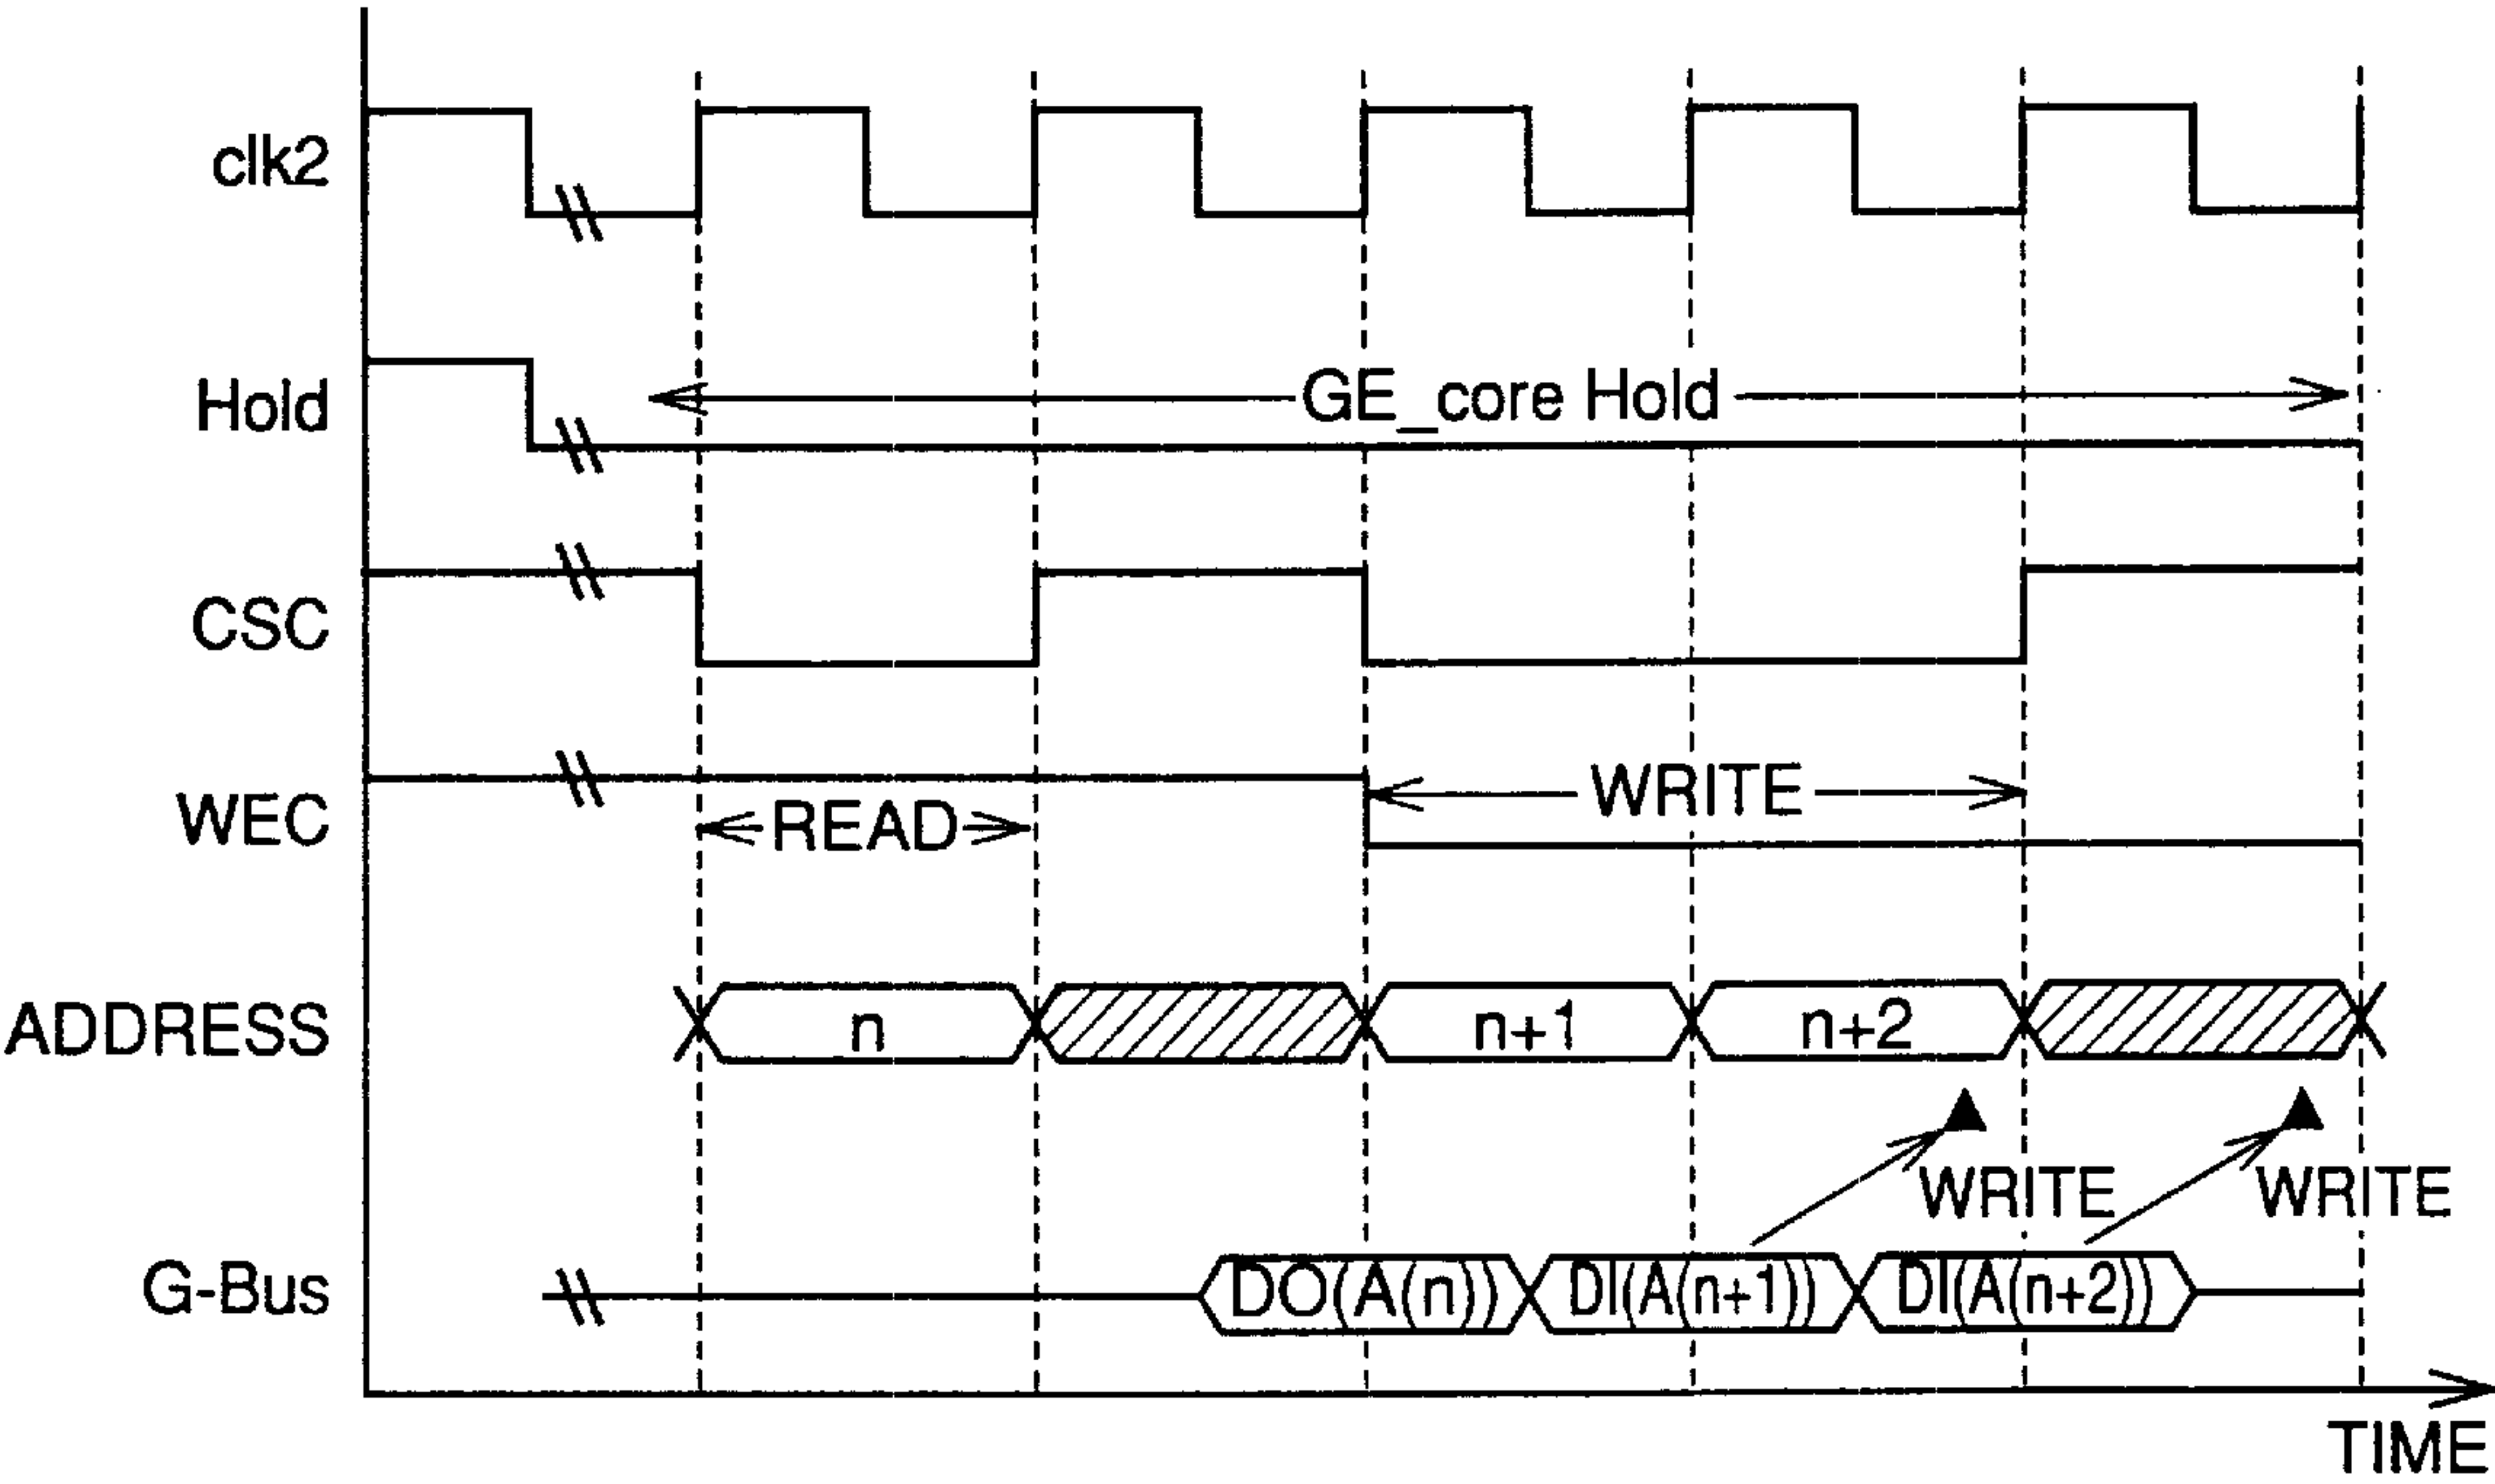 clk2
Hold
GE_core Hold
CSC
WEC
READ
WRITE
ADDRESS
n
n+1
n+2
WRITE
WRITE
G-Bus
DO(A(n))
DI(A(n+1))
DI(A(n+2))
TIME